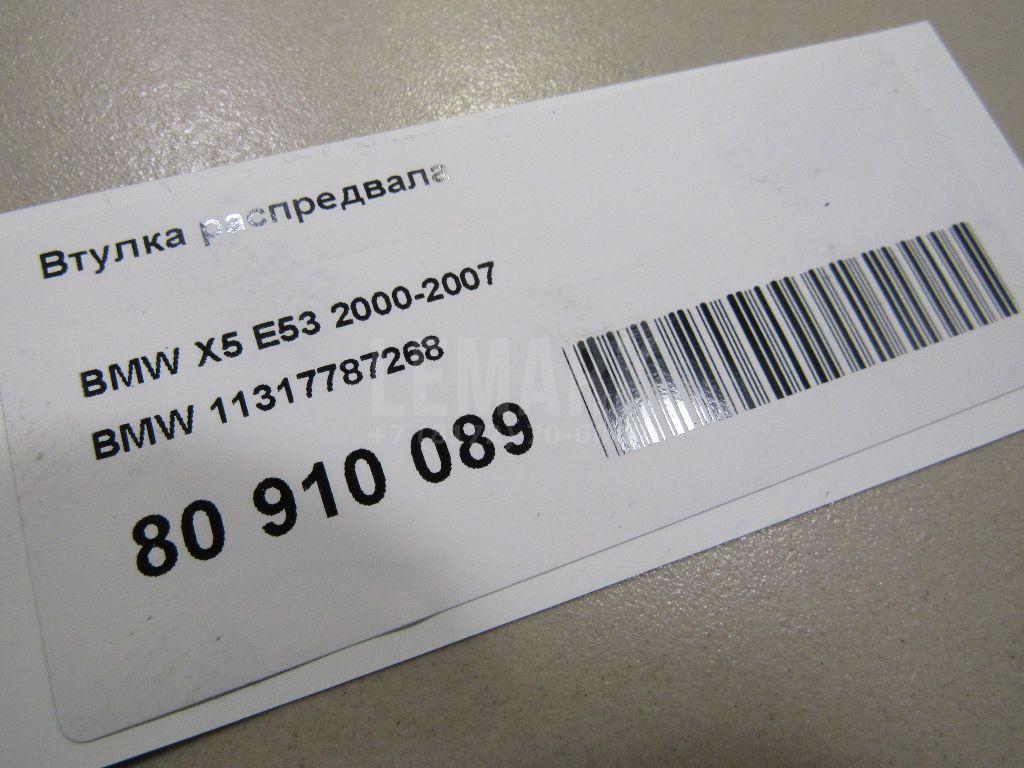 Втулка распредвала
BMW X5 E53 2000-2007
BMW 11317787268
80 910 089